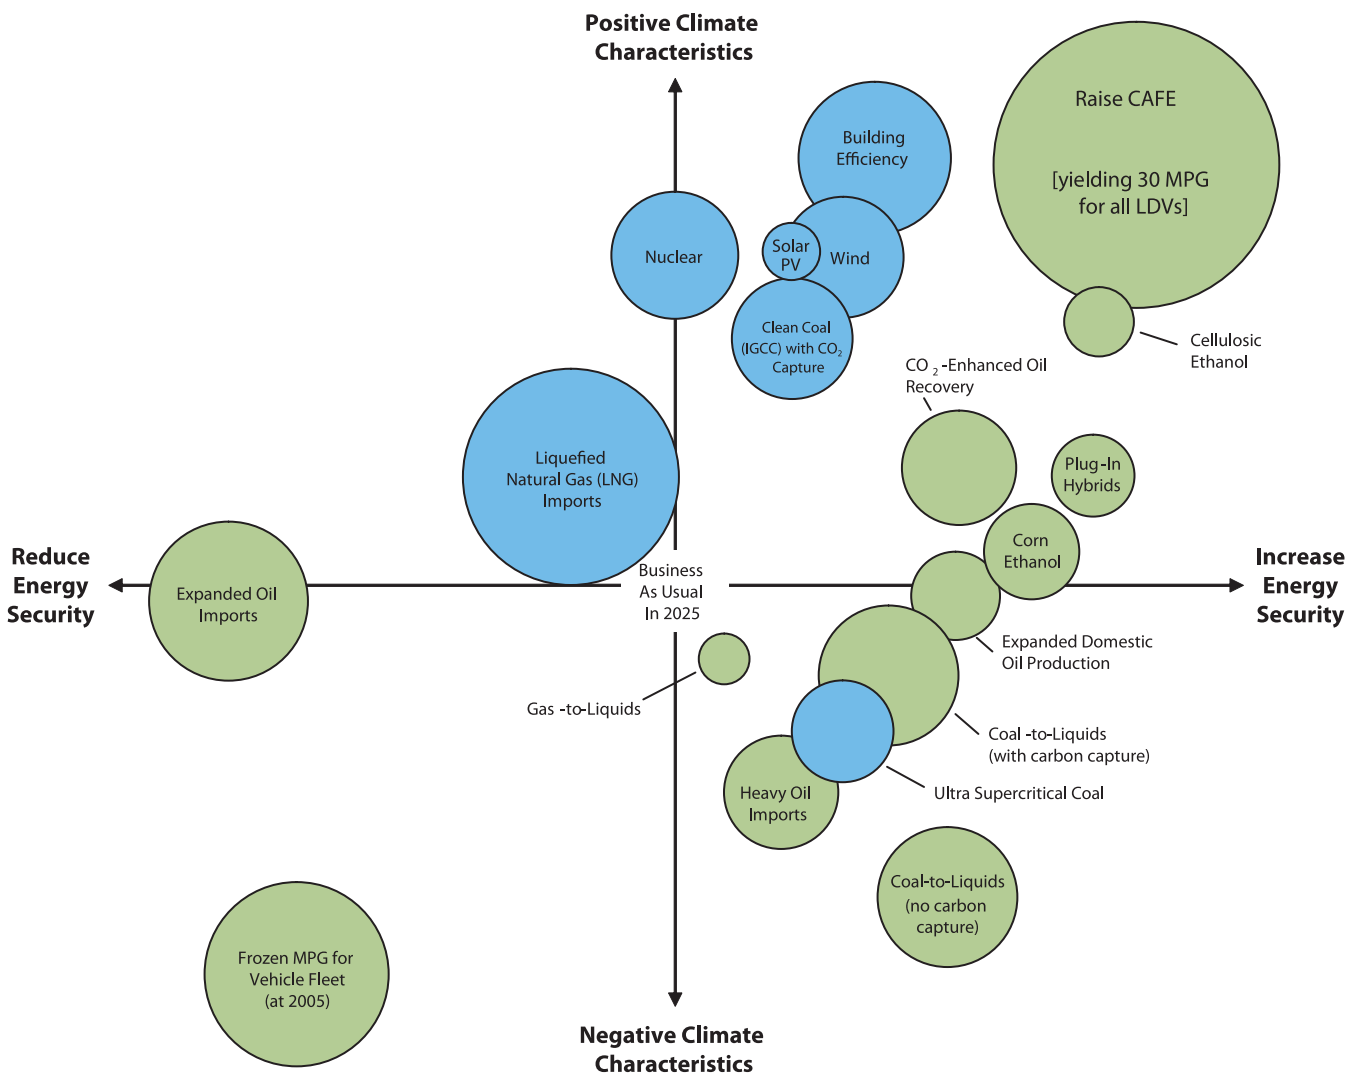 Positive Climate
Characteristics
Raise CAFE
[yielding 30 MPG
for all LDVs]
Building
Efficiency
Nuclear
Solar
PV
Wind
Clean Coal
(IGCC) with CO2
Capture
Cellulosic
Ethanol
CO2-Enhanced Oil
Recovery
Plug-In
Hybrids
Liquefied
Natural Gas (LNG)
Imports
Corn
Ethanol
Reduce
Energy
Security
Expanded Oil
Imports
Business
As Usual
In 2025
Increase
Energy
Security
Expanded Domestic
Oil Production
Gas -to-Liquids
Coal -to-Liquids
(with carbon capture)
Ultra Supercritical Coal
Heavy Oil
Imports
Coal-to-Liquids
(no carbon
capture)
Frozen MPG for
Vehicle Fleet
(at 2005)
Negative Climate
Characteristics